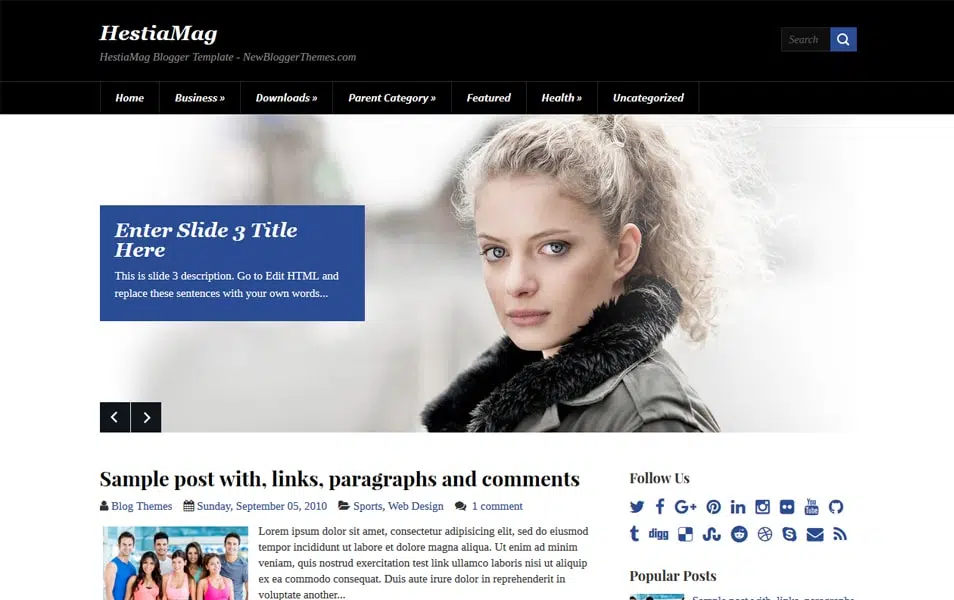 HestiaMag
HestiaMag Blogger Template - NewBloggerThemes.com
Search
Home Business » Downloads » Parent Category » Featured Health » Uncategorized
Enter Slide 3 Title
Here
This is slide 3 description. Go to Edit HTML and
replace these sentences with your own words...
Sample post with, links, paragraphs and comments
Blog Themes Sunday, September 05, 2010 Sports, Web Design 1 comment
Lorem ipsum dolor sit amet, consectetur adipisicing elit, sed do eiusmod
tempor incididunt ut labore et dolore magna aliqua. Ut enim ad minim
veniam, quis nostrud exercitation test link ullamco laboris nisi ut aliquip
ex ea commodo consequat. Duis aute irure dolor in reprehenderit in
voluptate another...
Follow Us
You Tube
digg
Popular Posts
Sample post with, links, paragraphs